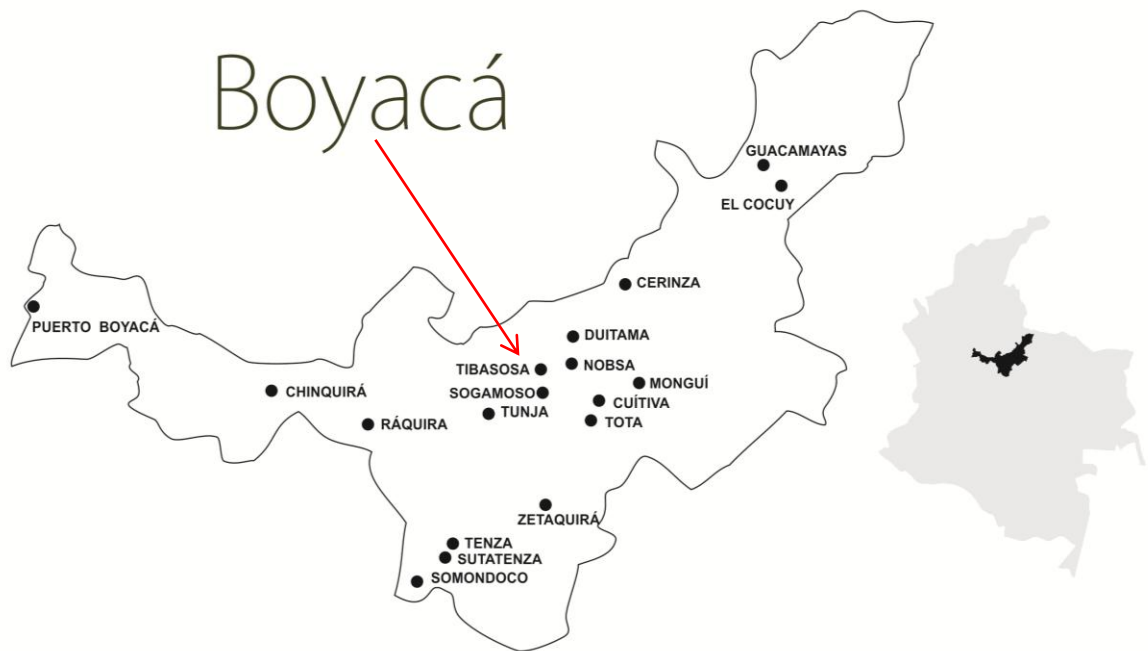 Boyacá
GUACAMAYAS
EL COCUY
CERINZA
PUERTO BOYACÁ
DUITAMA
TIBASOSA
NOBSA
MONGUÍ
CHINQUIRÁ
SOGAMOSO
CUÍTIVA
TUNJA
TOTA
RÁQUIRA
ZETAQUIRÁ
TENZA
SUTATENZA
SOMONDOCO